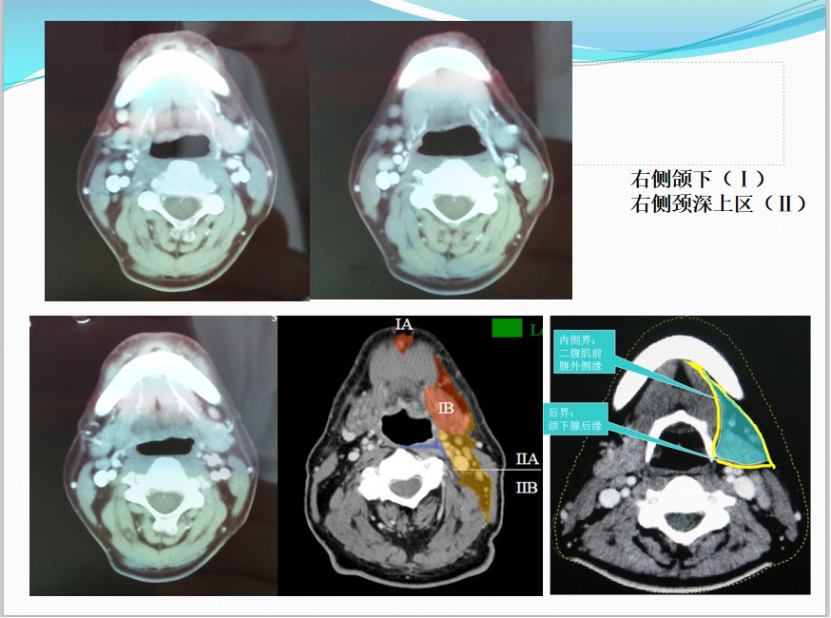 右侧颌下（Ⅰ）
右侧颈深上区（Ⅱ）
IA
IB
IIA
IIB
内侧界：
二腹肌前
腹外侧缘
后界：
颌下腺后缘